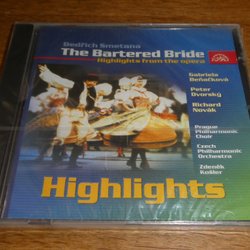 Bedřich Smetana
The Bartered Bride
Highlights from the opera
Gabriela
Beňačková
Peter
Dvorský
Richard
Novák
Prague
Philharmonic
Choir
Czech
Philharmonic
Orchestra
Zdeněk
Košler
Highlights